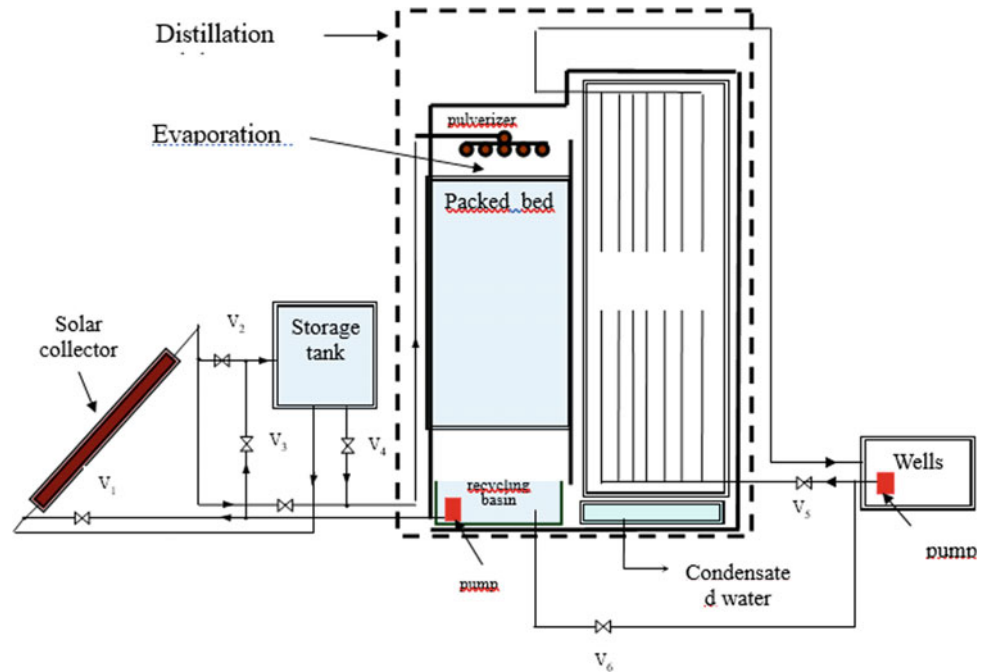 Distillation
Evaporation
pulverizer
Packed bed
Solar
collector
V2
Storage
tank
V3
V4
V1
recycling
basin
pump
Wells
V5
pump
Condensate
d water
V6